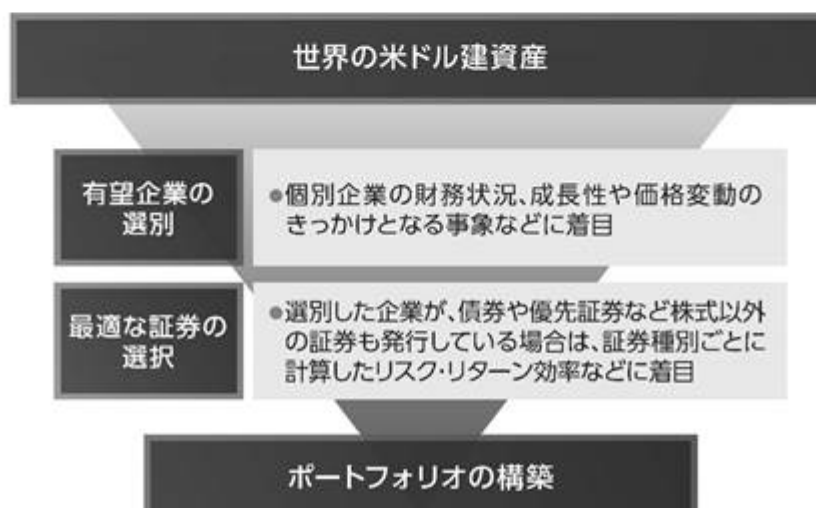 世界の米ドル建資産
有望企業の
選別
●個別企業の財務状況、成長性や価格変動の
きっかけとなる事象などに着目
最適な証券の
選択
●選別した企業が、債券や優先証券など株式以外
の証券も発行している場合は、証券種別ごとに
計算したリスク・リターン効率などに着目
ポートフォリオの構築